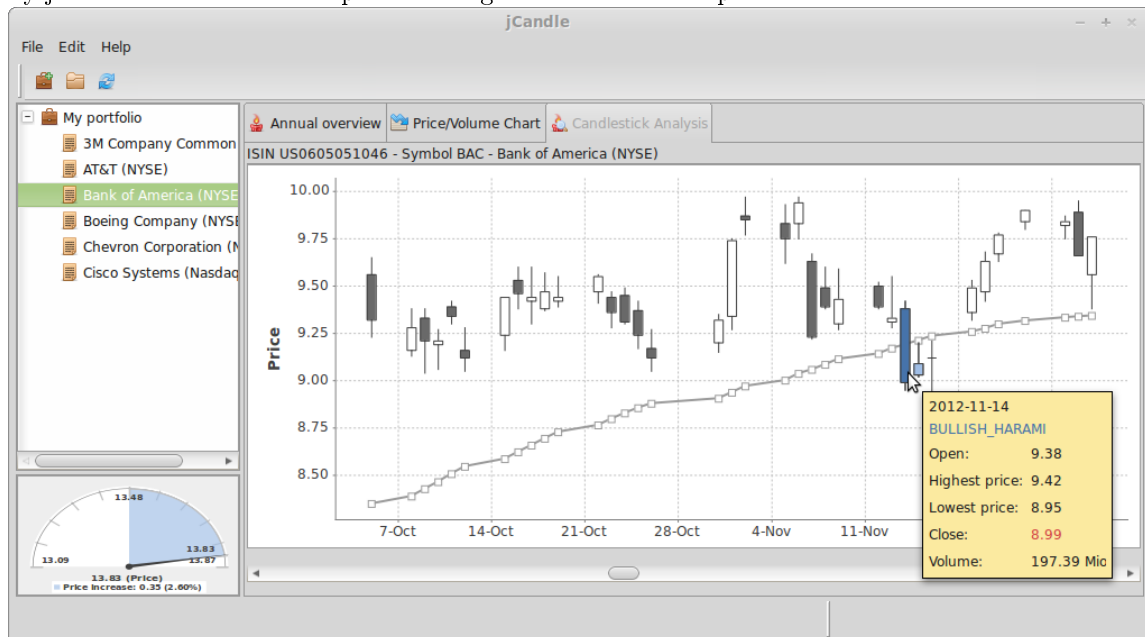 jCandle
File Edit Help
My portfolio
3M Company Common
AT&T (NYSE)
Bank of America (NYSE
Boeing Company (NYSE
Chevron Corporation (N
Cisco Systems (Nasdaq
Annual overview Price/Volume Chart Candlestick Analysis
ISIN US0605051046 - Symbol BAC - Bank of America (NYSE)
Price
10.00
9.75
9.50
9.25
9.00
8.75
8.50
7-Oct 14-Oct 21-Oct 28-Oct 4-Nov 11-Nov
2012-11-14
BULLISH_HARAMI
Open: 9.38
Highest price: 9.42
Lowest price: 8.95
Close: 8.99
Volume: 197.39 Mio
13.48
13.83
13.09 13.87
13.83 (Price)
Price Increase: 0.35 (2.60%)